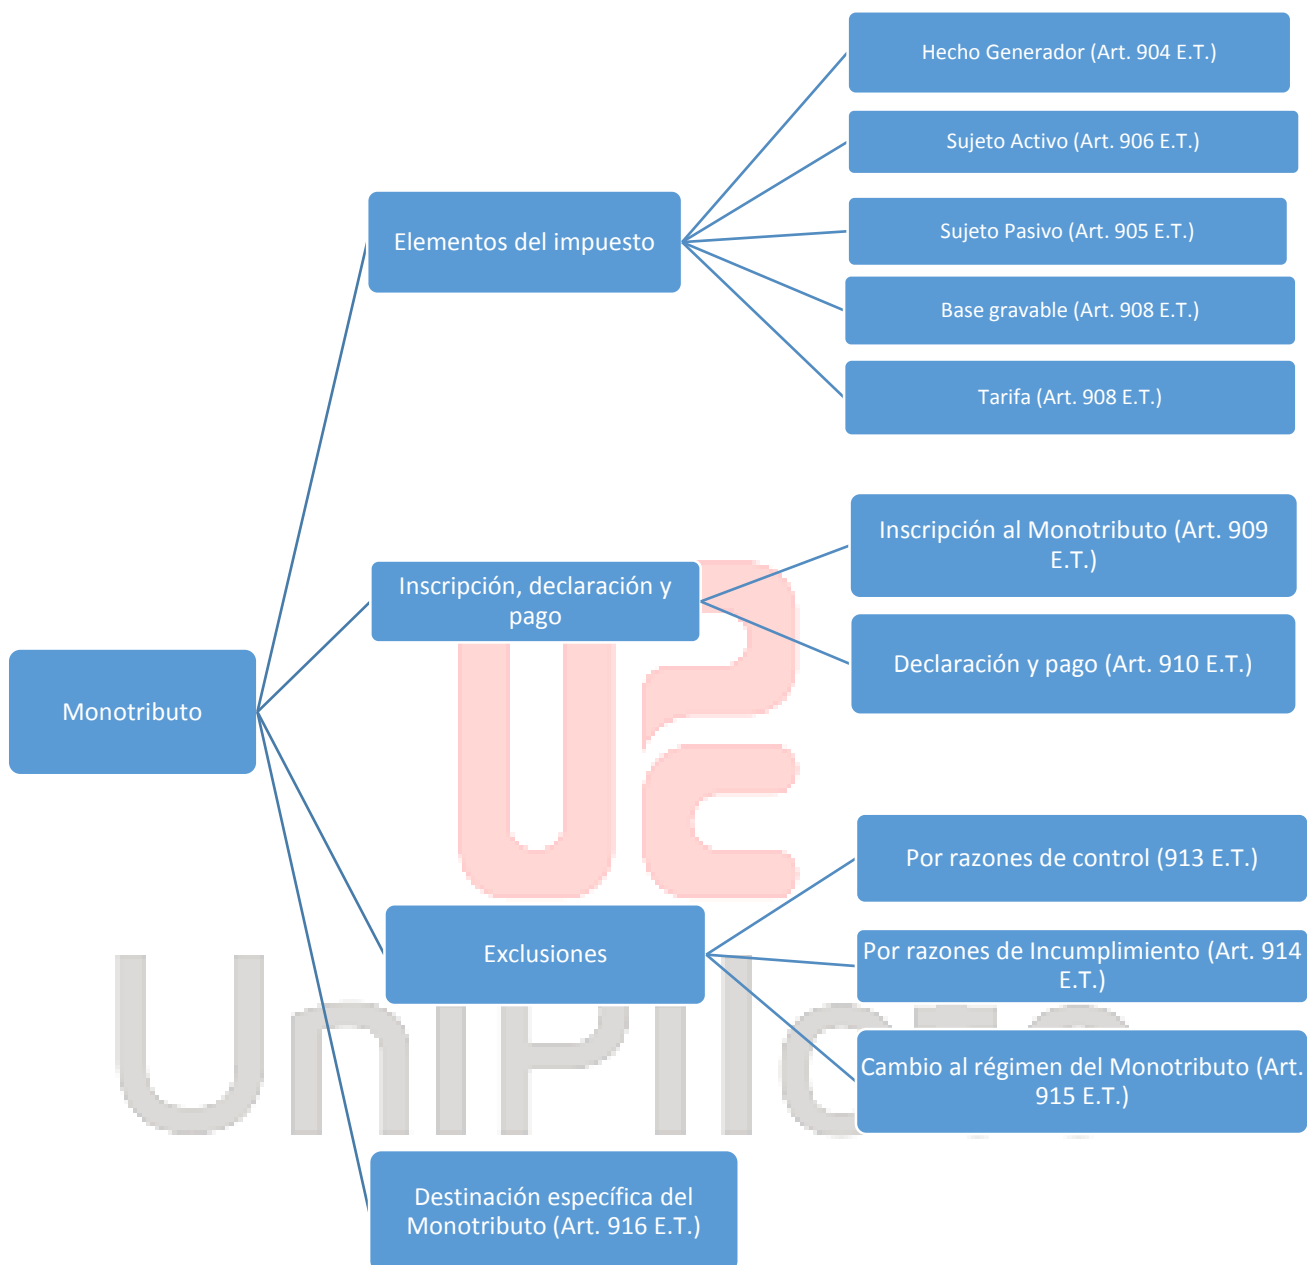 Monotributo
Elementos del impuesto
Hecho Generador (Art. 904 E.T.)
Sujeto Activo (Art. 906 E.T.)
Sujeto Pasivo (Art. 905 E.T.)
Base gravable (Art. 908 E.T.)
Tarifa (Art. 908 E.T.)
Inscripción, declaración y
pago
Inscripción al Monotributo (Art. 909
E.T.)
Declaración y pago (Art. 910 E.T.)
Exclusiones
Por razones de control (913 E.T.)
Por razones de Incumplimiento (Art. 914
E.T.)
Cambio al régimen del Monotributo (Art.
915 E.T.)
Destinación específica del
Monotributo (Art. 916 E.T.)